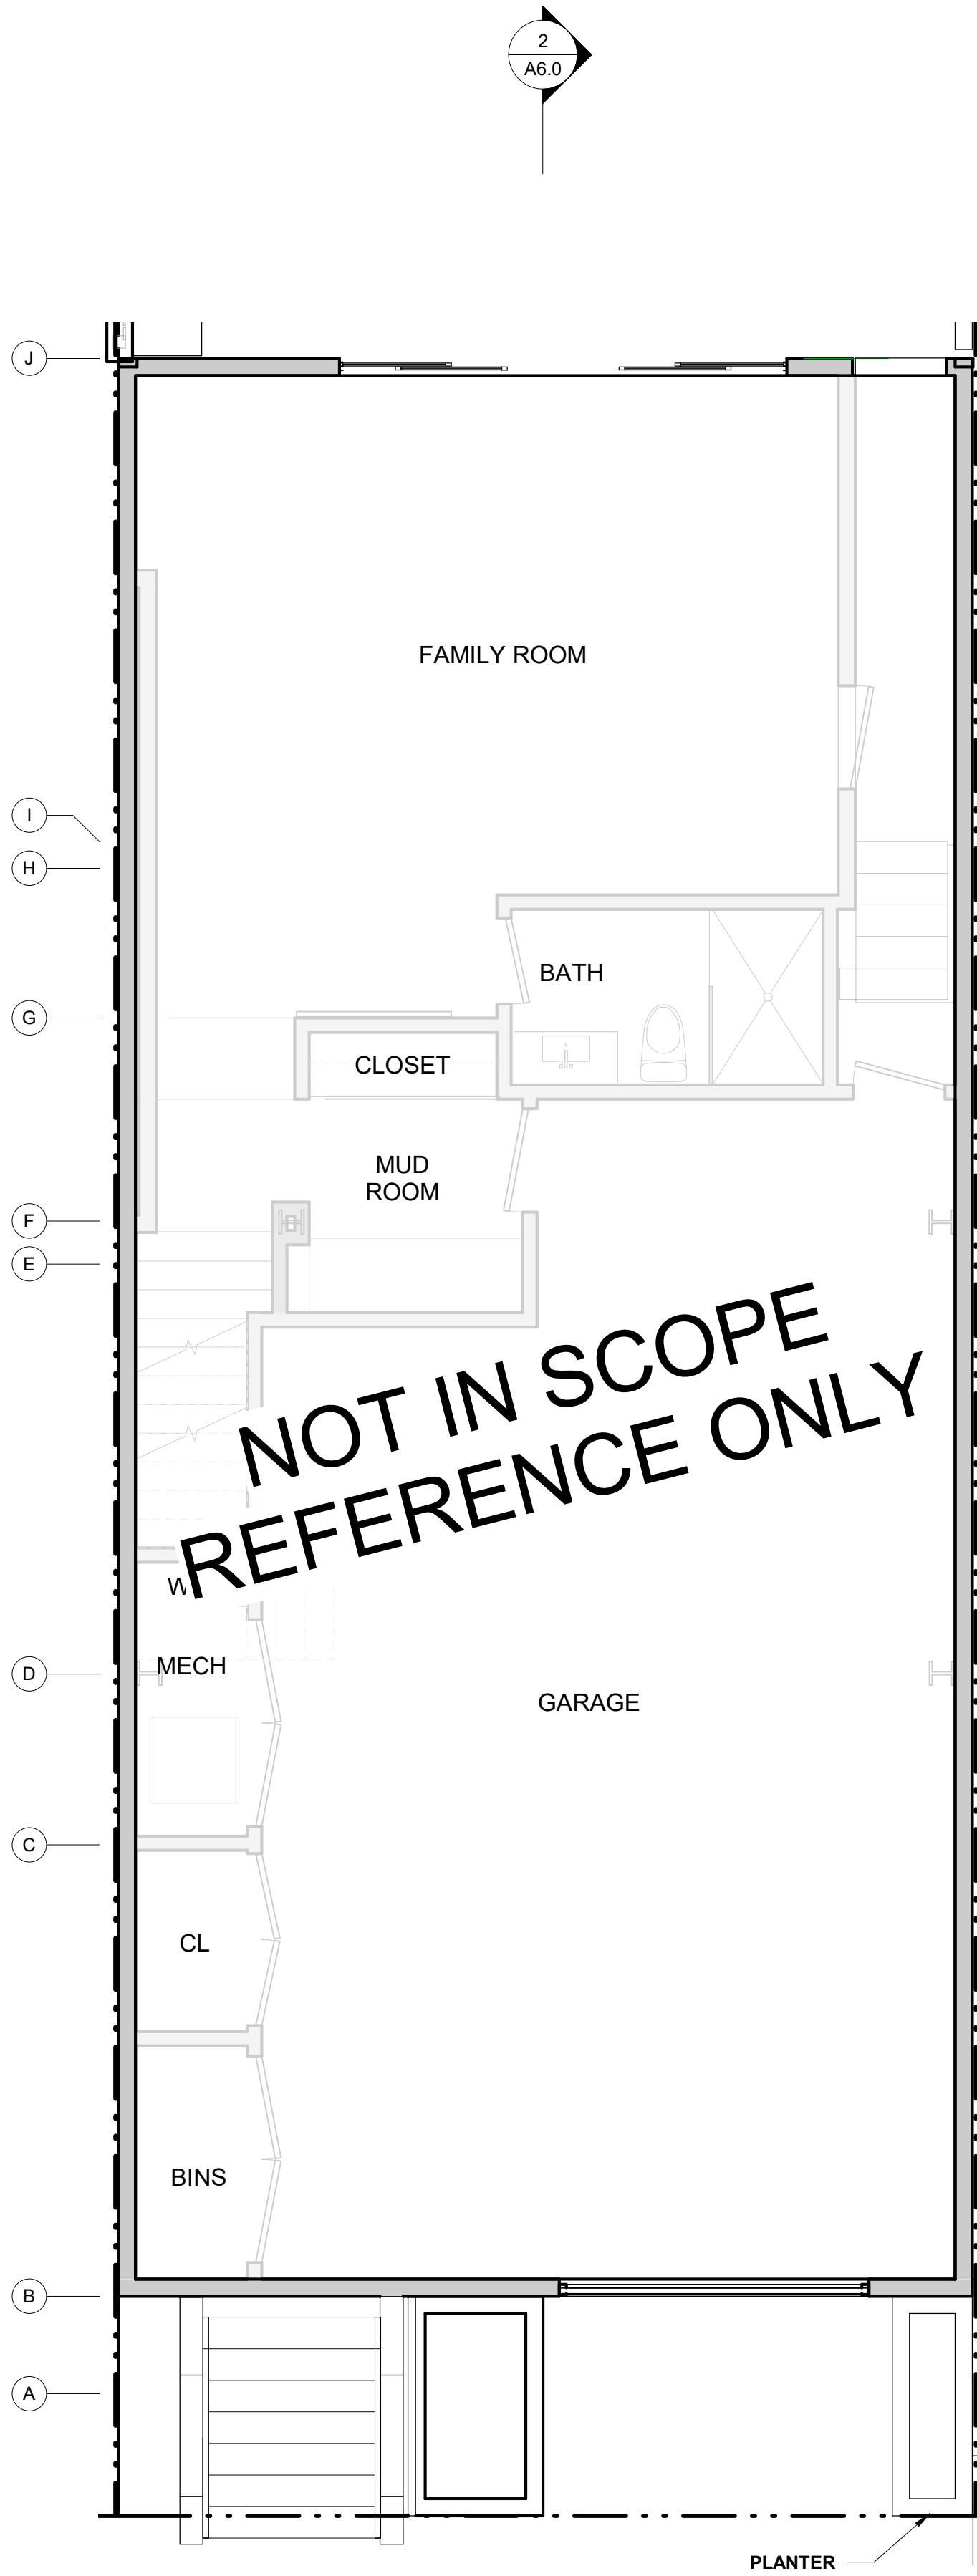 2
A6.0
J
FAMILY ROOM
I
H
BATH
G
CLOSET
MUD
ROOM
F
E
NOT IN SCOPE
REFERENCE ONLY
MECH
D
GARAGE
C
CL
BINS
B
A
PLANTER